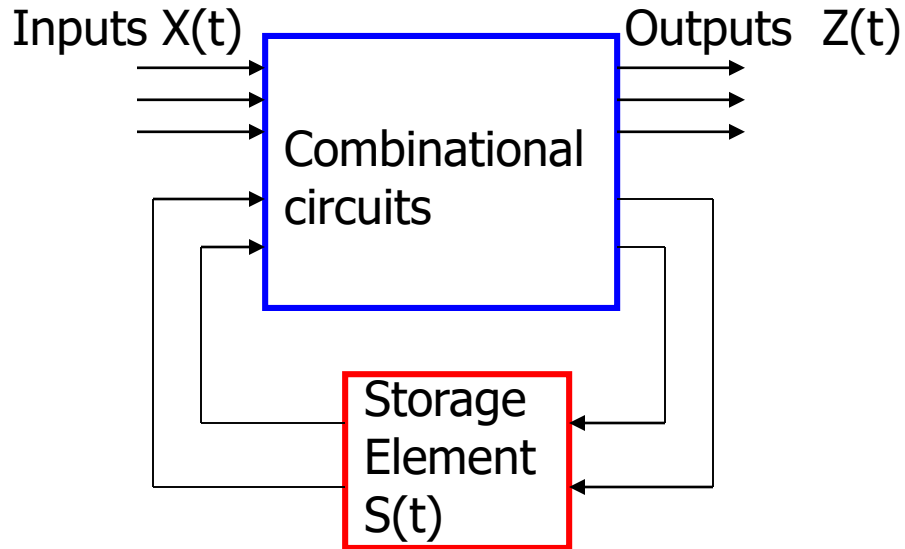 Inputs X(t)
Outputs Z(t)
Combinational
circuits
Storage
Element
S(t)